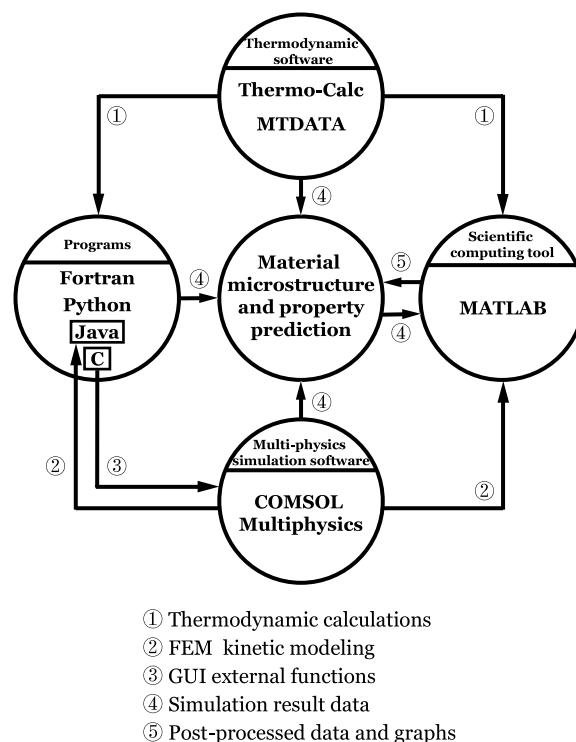 Thermodynamic
software
Thermo-Calc
MTDATA
①
①
④
Programs
Fortran
Python
Java
C
④
Material
microstructure
and property
prediction
⑤
④
Scientific
computing tool
MATLAB
②
③
④
②
Multi-physics
simulation software
COMSOL
Multiphysics
① Thermodynamic calculations
② FEM kinetic modeling
③ GUI external functions
④ Simulation result data
⑤ Post-processed data and graphs